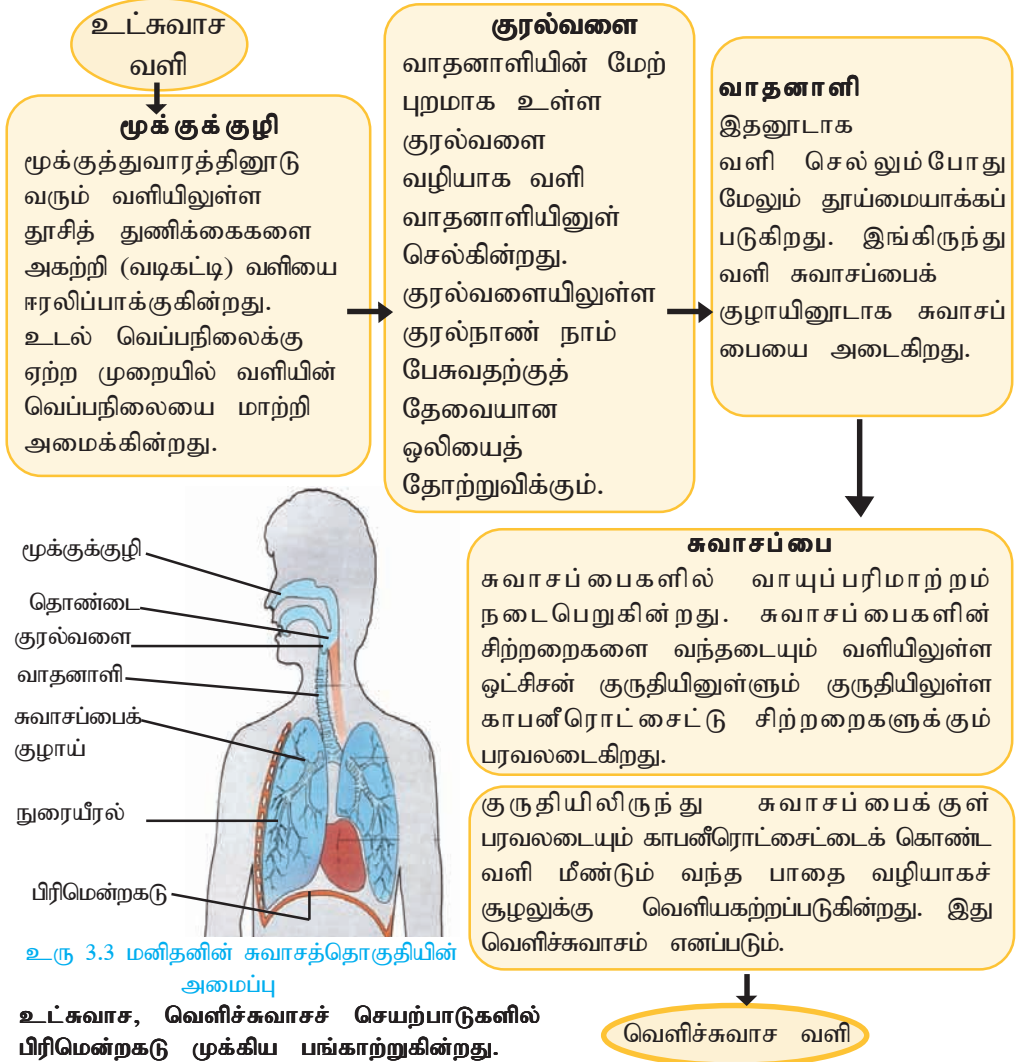 உட்சுவாச
வளி
மூக்குக்குழி
மூக்குத்துவாரத்தினூடு
வரும் வளியிலுள்ள
தூசித் துணிக்கைகளை
அகற்றி (வடிகட்டி) வளியை
ஈரலிப்பாக்குகின்றது.
உடல் வெப்பநிலைக்கு
ஏற்ற முறையில் வளியின்
வெப்பநிலையை மாற்றி
அமைக்கின்றது.
குரல்வளை
வாதனாளியின் மேற்
புறமாக உள்ள
குரல்வளை
வழியாக வளி
வாதனாளியினுள்
செல்கின்றது.
குரல்வளையிலுள்ள
குரல்நாண் நாம்
பேசுவதற்குத்
தேவையான
ஒலியைத்
தோற்றுவிக்கும்.
வாதனாளி
இதனூடாக
வளி செல்லும்போது
மேலும் தூய்மையாக்கப்
படுகிறது. இங்கிருந்து
வளி சுவாசப்பைக்
குழாயினூடாக சுவாசப்
பையை அடைகிறது.
சுவாசப்பை
சுவாசப்பைகளில் வாயுப்பரிமாற்றம்
நடைபெறுகின்றது. சுவாசப்பைகளின்
சிற்றறைகளை வந்தடையும் வளியிலுள்ள
ஒட்சிசன் குருதியினுள்ளும் குருதியிலுள்ள
காபனீரொட்சைட்டு சிற்றறைகளுக்கும்
பரவலடைகிறது.
குருதியிலிருந்து சுவாசப்பைக்குள்
பரவலடையும் காபனீரொட்சைட்டைக் கொண்ட
வளி மீண்டும் வந்த பாதை வழியாகச்
சூழலுக்கு வெளியகற்றப்படுகின்றது. இது
வெளிச்சுவாசம் எனப்படும்.
வெளிச்சுவாச வளி
மூக்குக்குழி
தொண்டை
குரல்வளை
வாதனாளி
சுவாசப்பைக்
குழாய்
நுரையீரல்
பிரிமென்றகடு
உரு 3.3 மனிதனின் சுவாசத்தொகுதியின்
அமைப்பு
உட்சுவாச, வெளிச்சுவாசச் செயற்பாடுகளில்
பிரிமென்றகடு முக்கிய பங்காற்றுகின்றது.